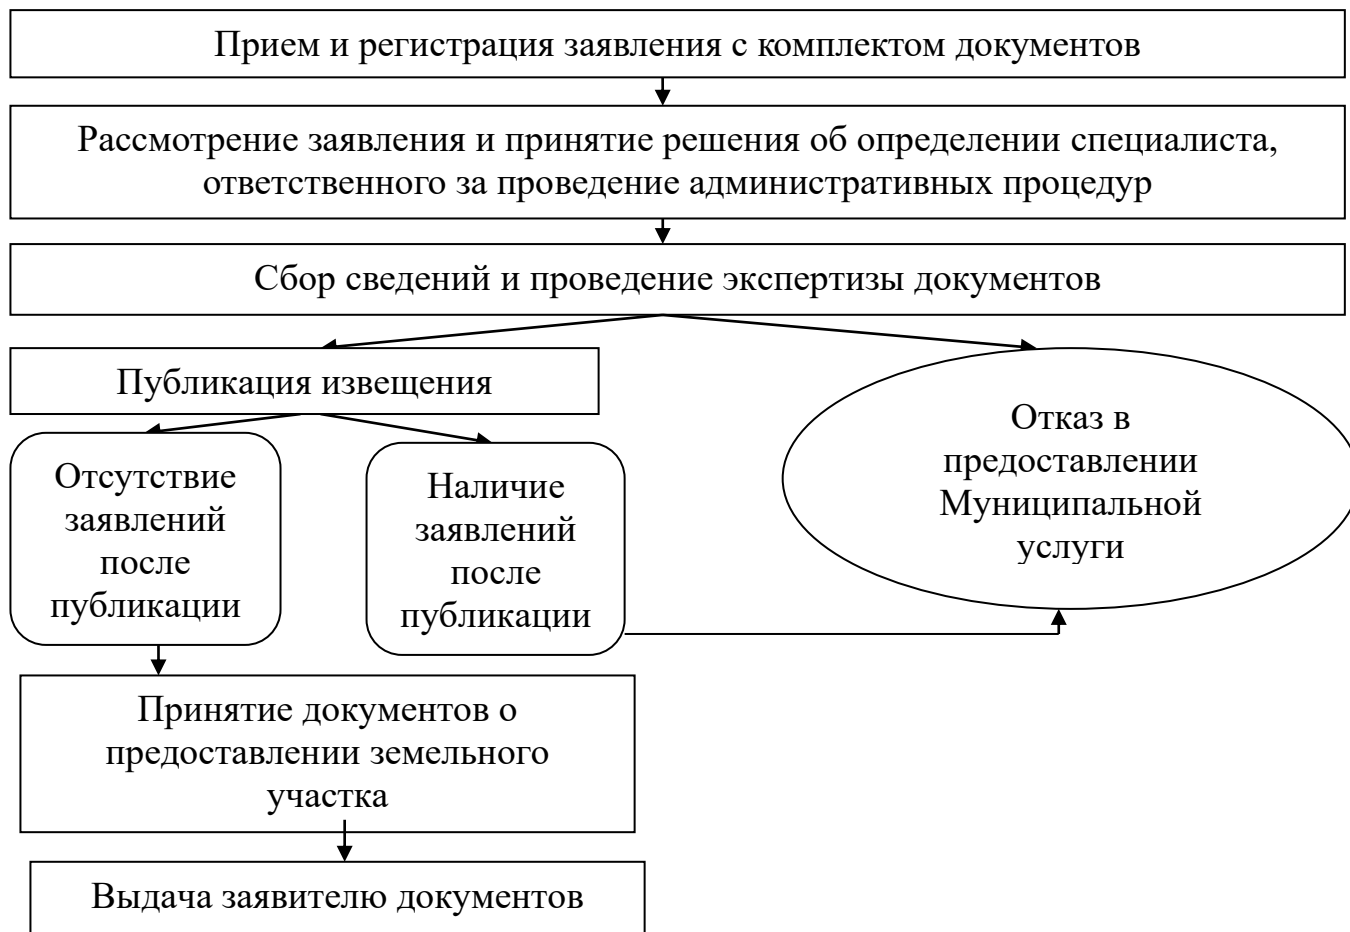 Прием и регистрация заявления с комплектом документов
Рассмотрение заявления и принятие решения об определении специалиста,
ответственного за проведение административных процедур
Сбор сведений и проведение экспертизы документов
Публикация извещения
Отсутствие
заявлений
после
публикации
Наличие
заявлений
после
публикации
Отказ в
предоставлении
Муниципальной
услуги
Принятие документов о
предоставлении земельного
участка
Выдача заявителю документов